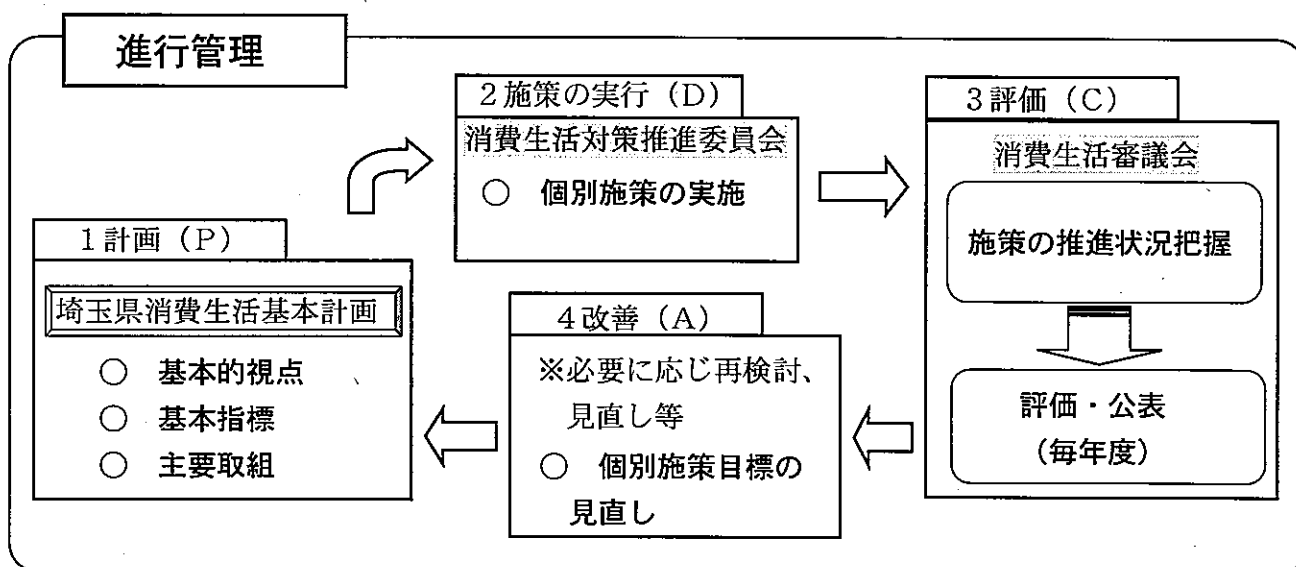 進行管理
1計画（P）
埼玉県消費生活基本計画
○ 基本的視点
○ 基本指標
○ 主要取組
2施策の実行（D）
消費生活対策推進委員会
○ 個別施策の実施
3評価（C）
消費生活審議会
施策の推進状況把握
評価・公表
（毎年度）
4改善（A）
※必要に応じ再検討、
見直し等
○ 個別施策目標の
見直し